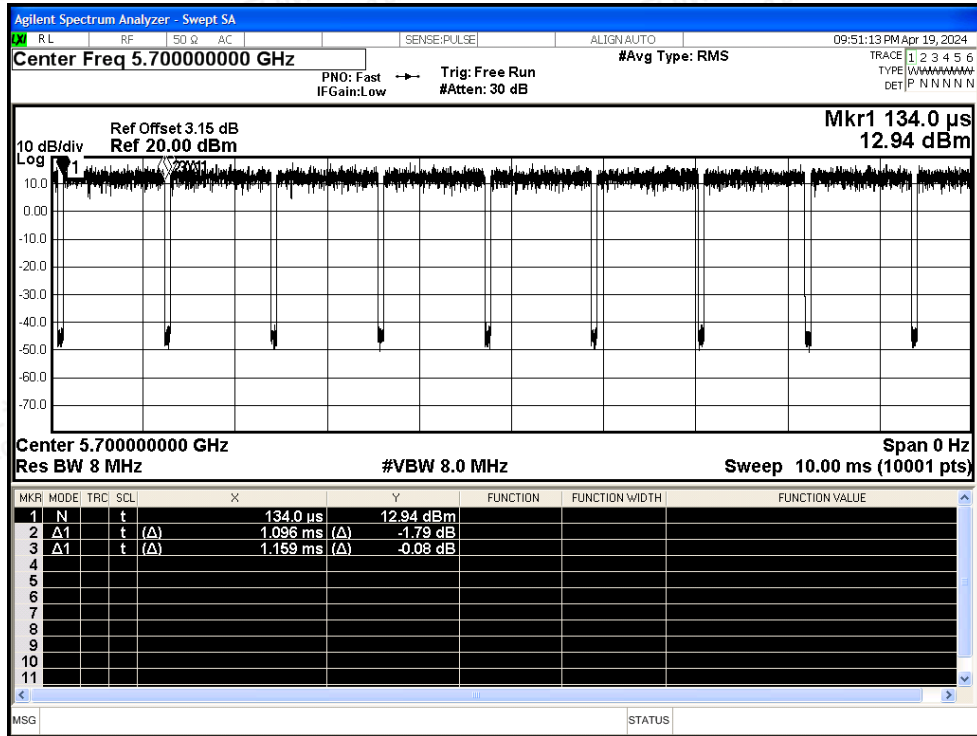 Agilent Spectrum Analyzer - Swept SA
LXI RL RF 50 Ω AC SENSE:PULSE ALIGN AUTO 09:51:13 PM Apr 19, 2024
Center Freq 5.700000000 GHz
#Avg Type: RMS
TRACE 1 2 3 4 5 6
PNO: Fast Trig: Free Run
TYPE
IFGain:Low #Atten: 30 dB
DET P N N N N N
Mkr1 134.0 µs
Ref Offset 3.15 dB
10 dB/div Ref 20.00 dBm 12.94 dBm
Log
1
10.0
0.00
-10.0
-20.0
-30.0
-40.0
-50.0
-60.0
-70.0
Center 5.700000000 GHz Span 0 Hz
Res BW 8 MHz #VBW 8.0 MHz Sweep 10.00 ms (10001 pts)
MKR MODE TRC SCL X Y FUNCTION FUNCTION WIDTH FUNCTION VALUE
1 N t 134.0 µs 12.94 dBm
2 Δ1 t (Δ) 1.096 ms (Δ) -1.79 dB
3 Δ1 t (Δ) 1.159 ms (Δ) -0.08 dB
4
5
6
7
8
9
10
11
MSG STATUS